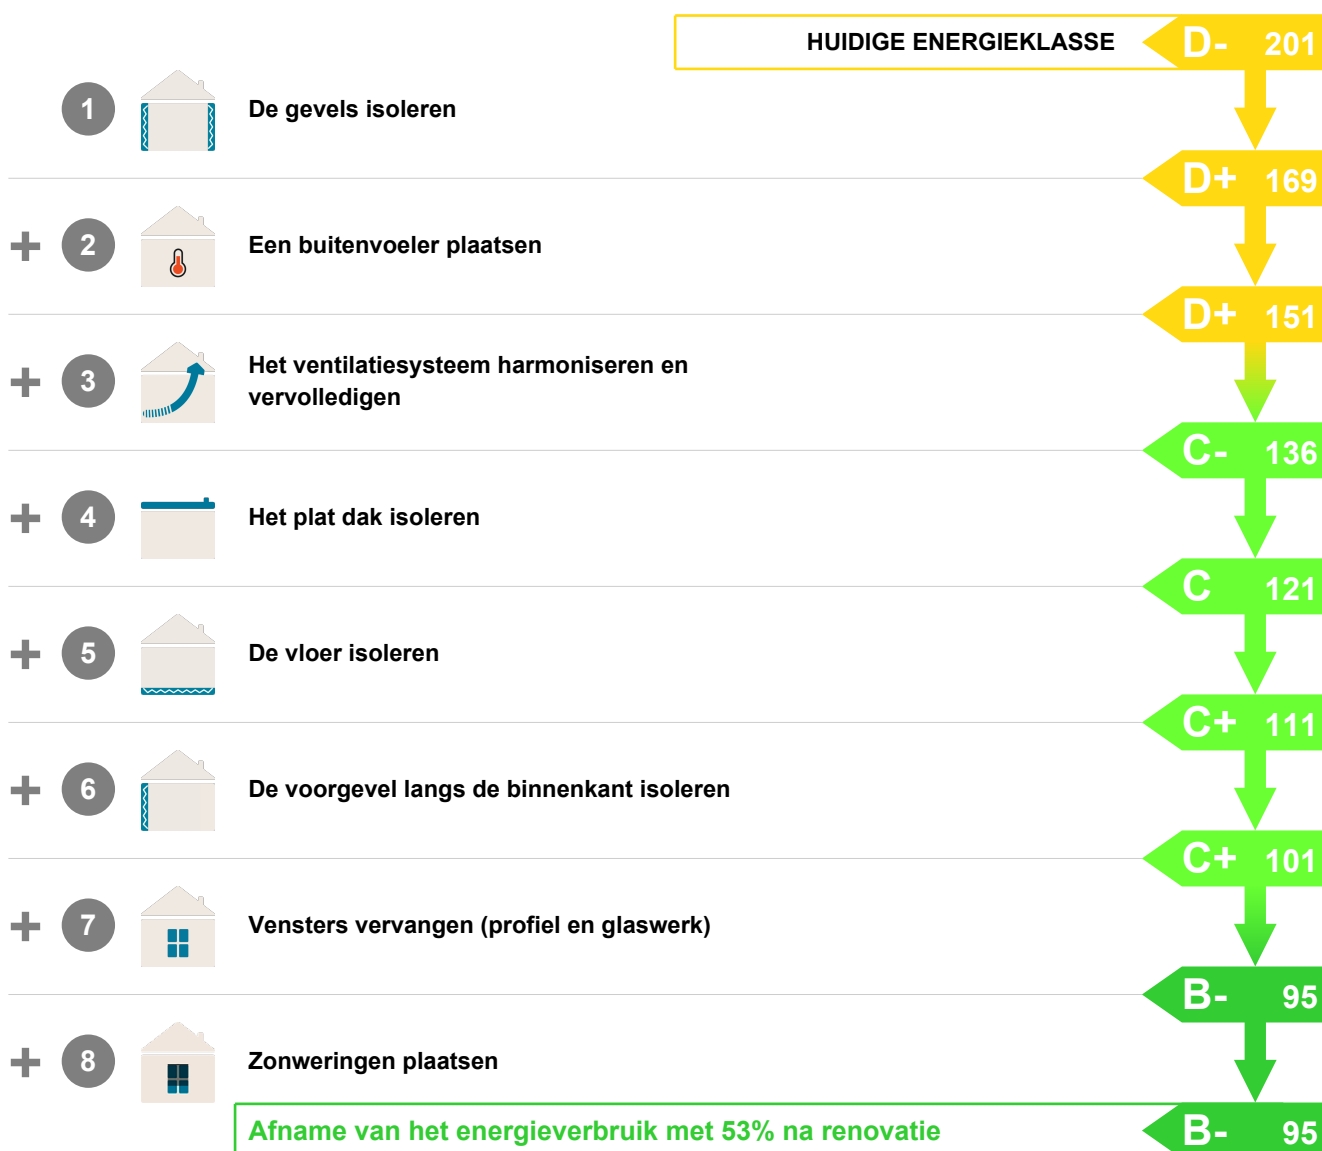 HUIDIGE ENERGIEKLASSE D- 201
1 De gevels isoleren
D+ 169
+ 2 Een buitenvoeler plaatsen
D+ 151
+ 3 Het ventilatiesysteem harmoniseren en
vervolledigen
C- 136
+ 4 Het plat dak isoleren
C 121
+ 5 De vloer isoleren
C+ 111
+ 6 De voorgevel langs de binnenkant isoleren
C+ 101
+ 7 Vensters vervangen (profiel en glaswerk)
B- 95
+ 8 Zonweringen plaatsen
Afname van het energieverbruik met 53% na renovatie B- 95